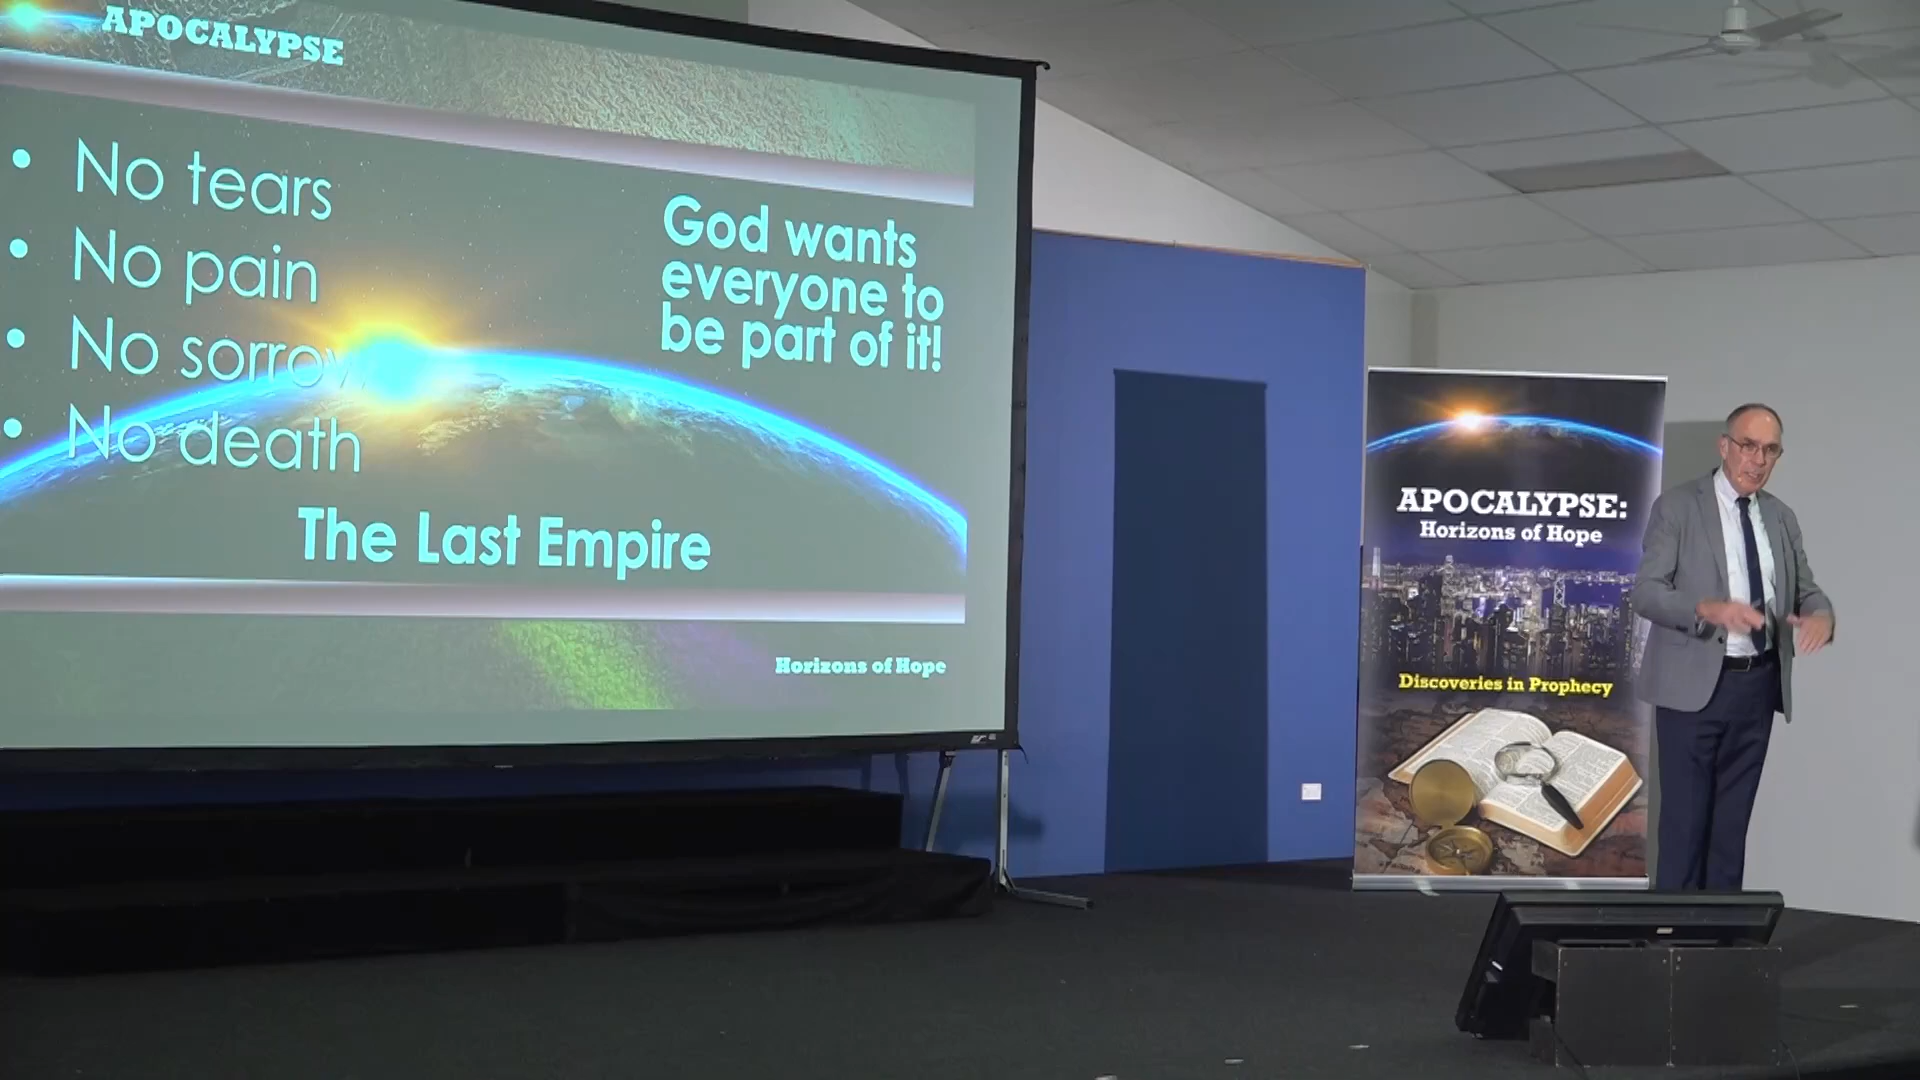 APOCALYPSE
• No tears
• No pain
• No sorrow
• No death
God wants
everyone to
be part of it!
The Last Empire
Horizons of Hope
APOCALYPSE:
Horizons of Hope
Discoveries in Prophecy